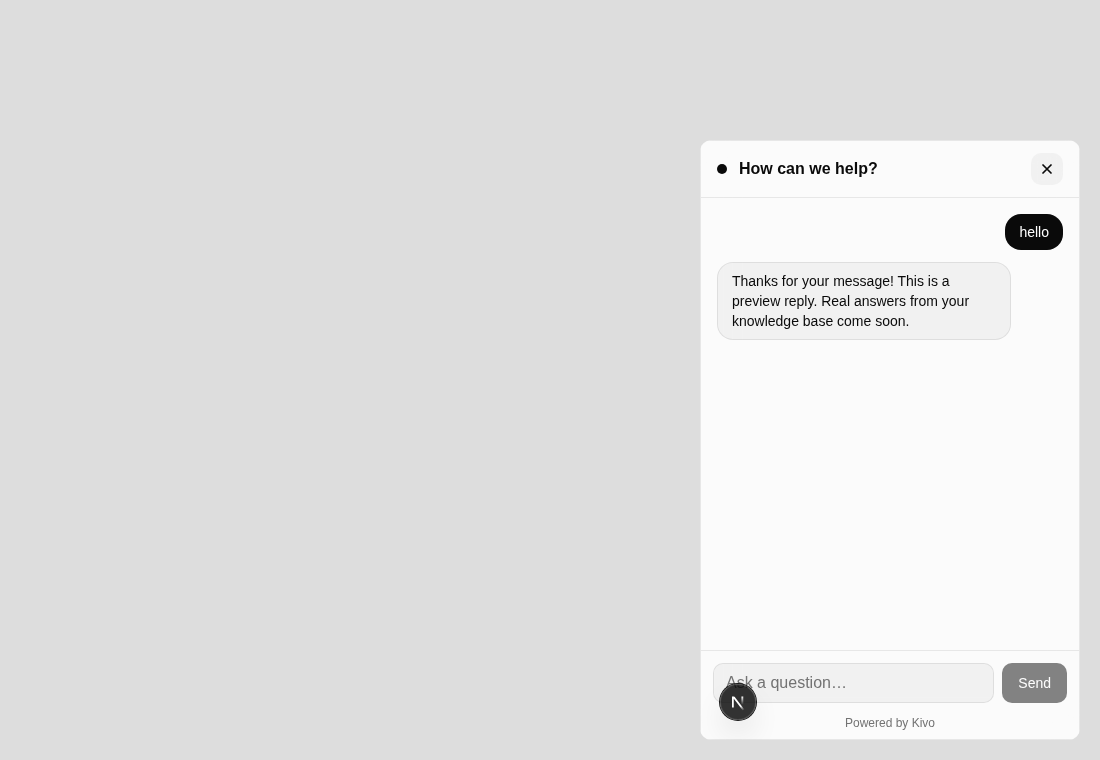 How can we help?
hello
Thanks for your message! This is a
preview reply. Real answers from your
knowledge base come soon.
Ask a question…
Send
N
Powered by Kivo